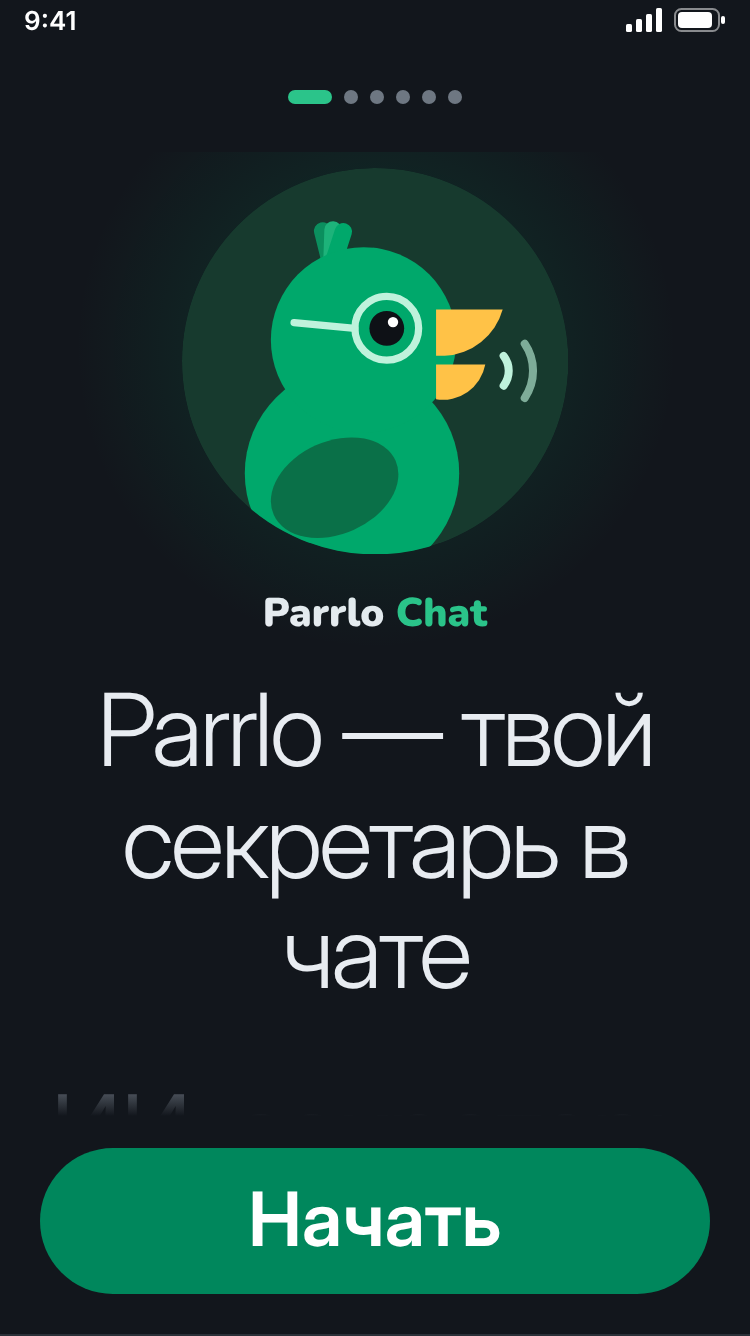 9:41
Parrlo Chat
Parrlo — твой
секретарь в
чате
Начать